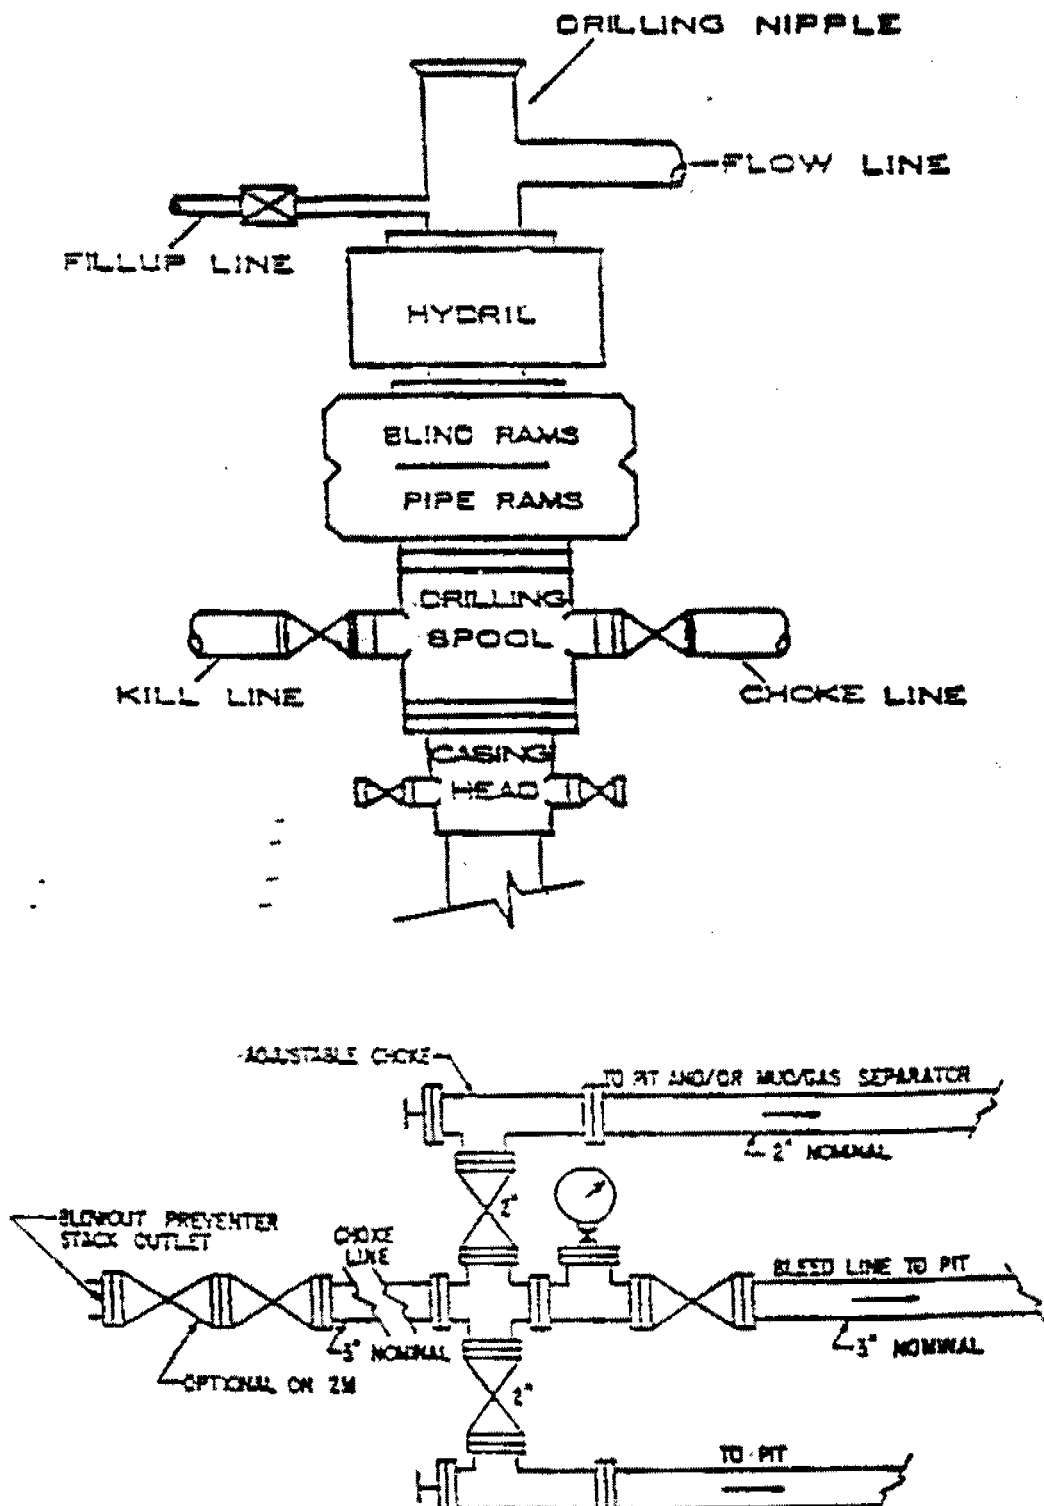 DRILLING NIPPLE
FLOW LINE
FILLUP LINE
HYDRIL
BLIND RAMS
PIPE RAMS
DRILLING
SPOOL
KILL LINE
CHOKE LINE
CASING
HEAD
ADJUSTABLE CHOKE
TO PIT AND/OR MUD/GAS SEPARATOR
2" NOMINAL
2"
BLOWOUT PREVENTER
STACK OUTLET
CHOKE
LINE
BLEED LINE TO PIT
3" NOMINAL
3" NOMINAL
OPTIONAL ON 2M
2"
TO PIT